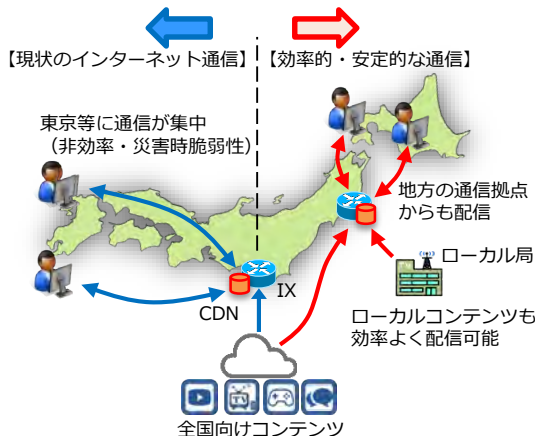 【現状のインターネット通信】
【効率的・安定的な通信】
東京等に通信が集中
（非効率・災害時脆弱性）
地方の通信拠点
からも配信
ローカル局
ローカルコンテンツも
効率よく配信可能
IX
CDN
TV
全国向けコンテンツ